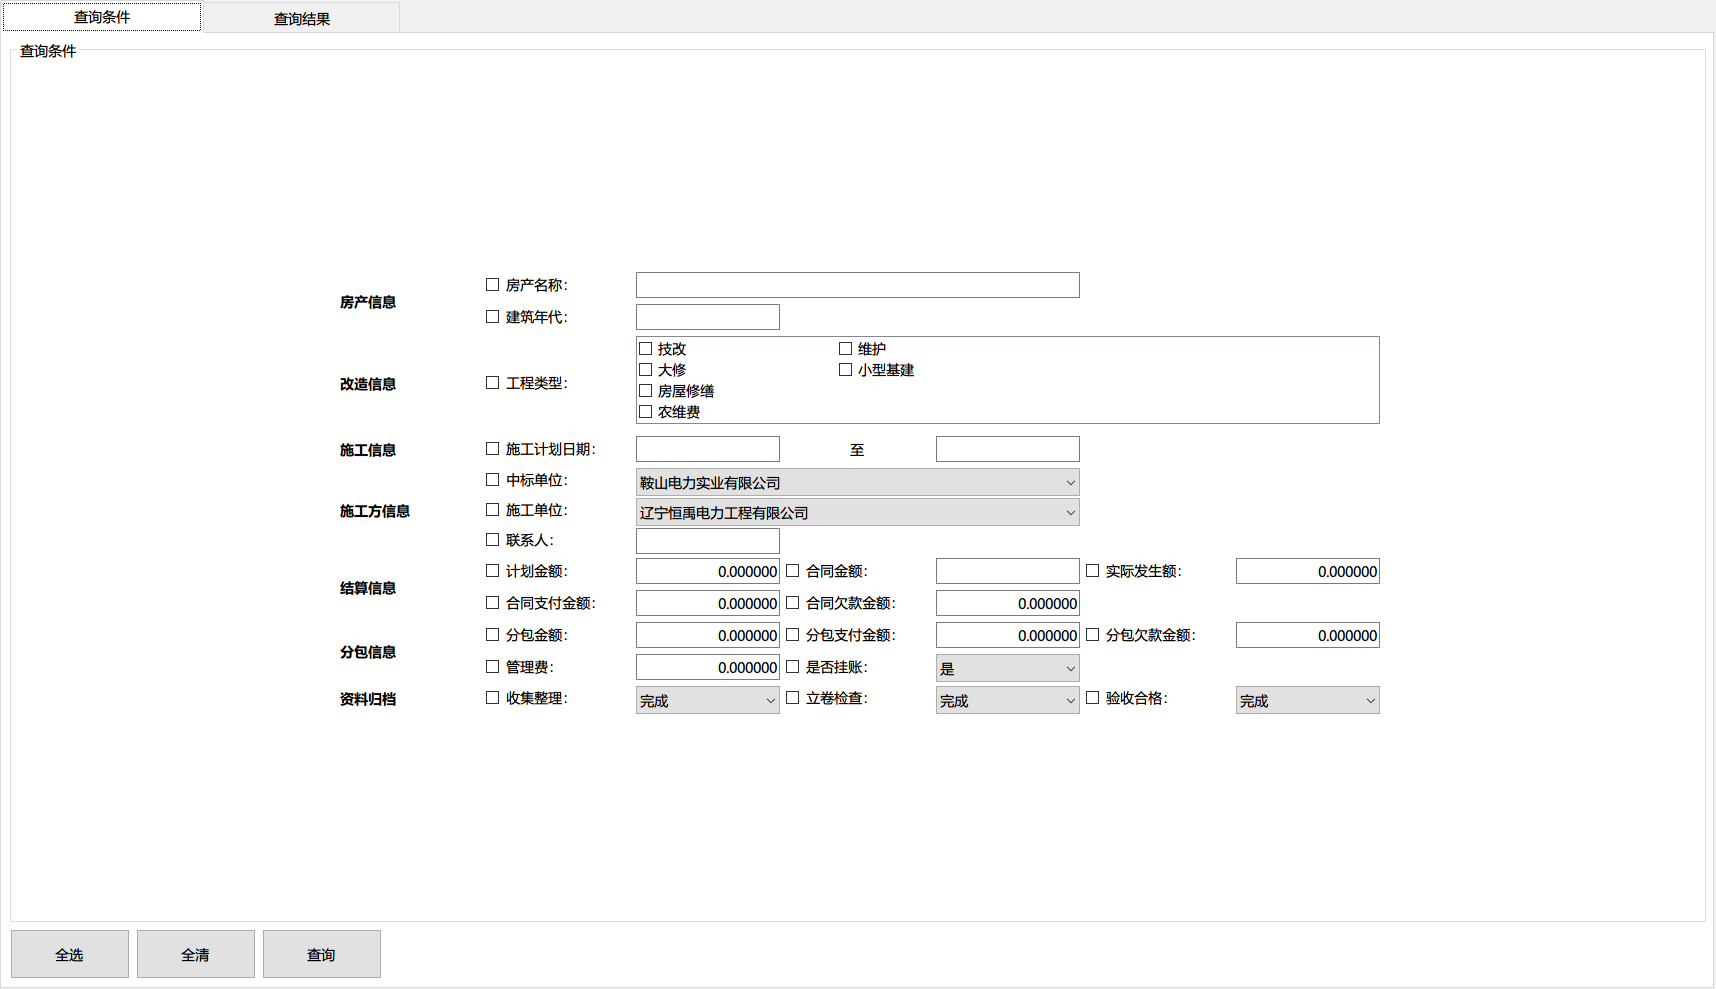 查询条件 查询结果
查询条件
房产信息
房产名称：
建筑年代：
改造信息
工程类型：
技改 维护
大修 小型基建
房屋修缮
农维费
施工信息
施工计划日期： 至
施工方信息
中标单位： 鞍山电力实业有限公司
施工单位： 辽宁恒禹电力工程有限公司
联系人：
结算信息
计划金额： 0.000000 合同金额： 实际发生额： 0.000000
合同支付金额： 0.000000 合同欠款金额： 0.000000
分包信息
分包金额： 0.000000 分包支付金额： 0.000000 分包欠款金额： 0.000000
管理费： 0.000000 是否挂账： 是
资料归档 收集整理： 完成 立卷检查： 完成 验收合格： 完成
全选 全清 查询